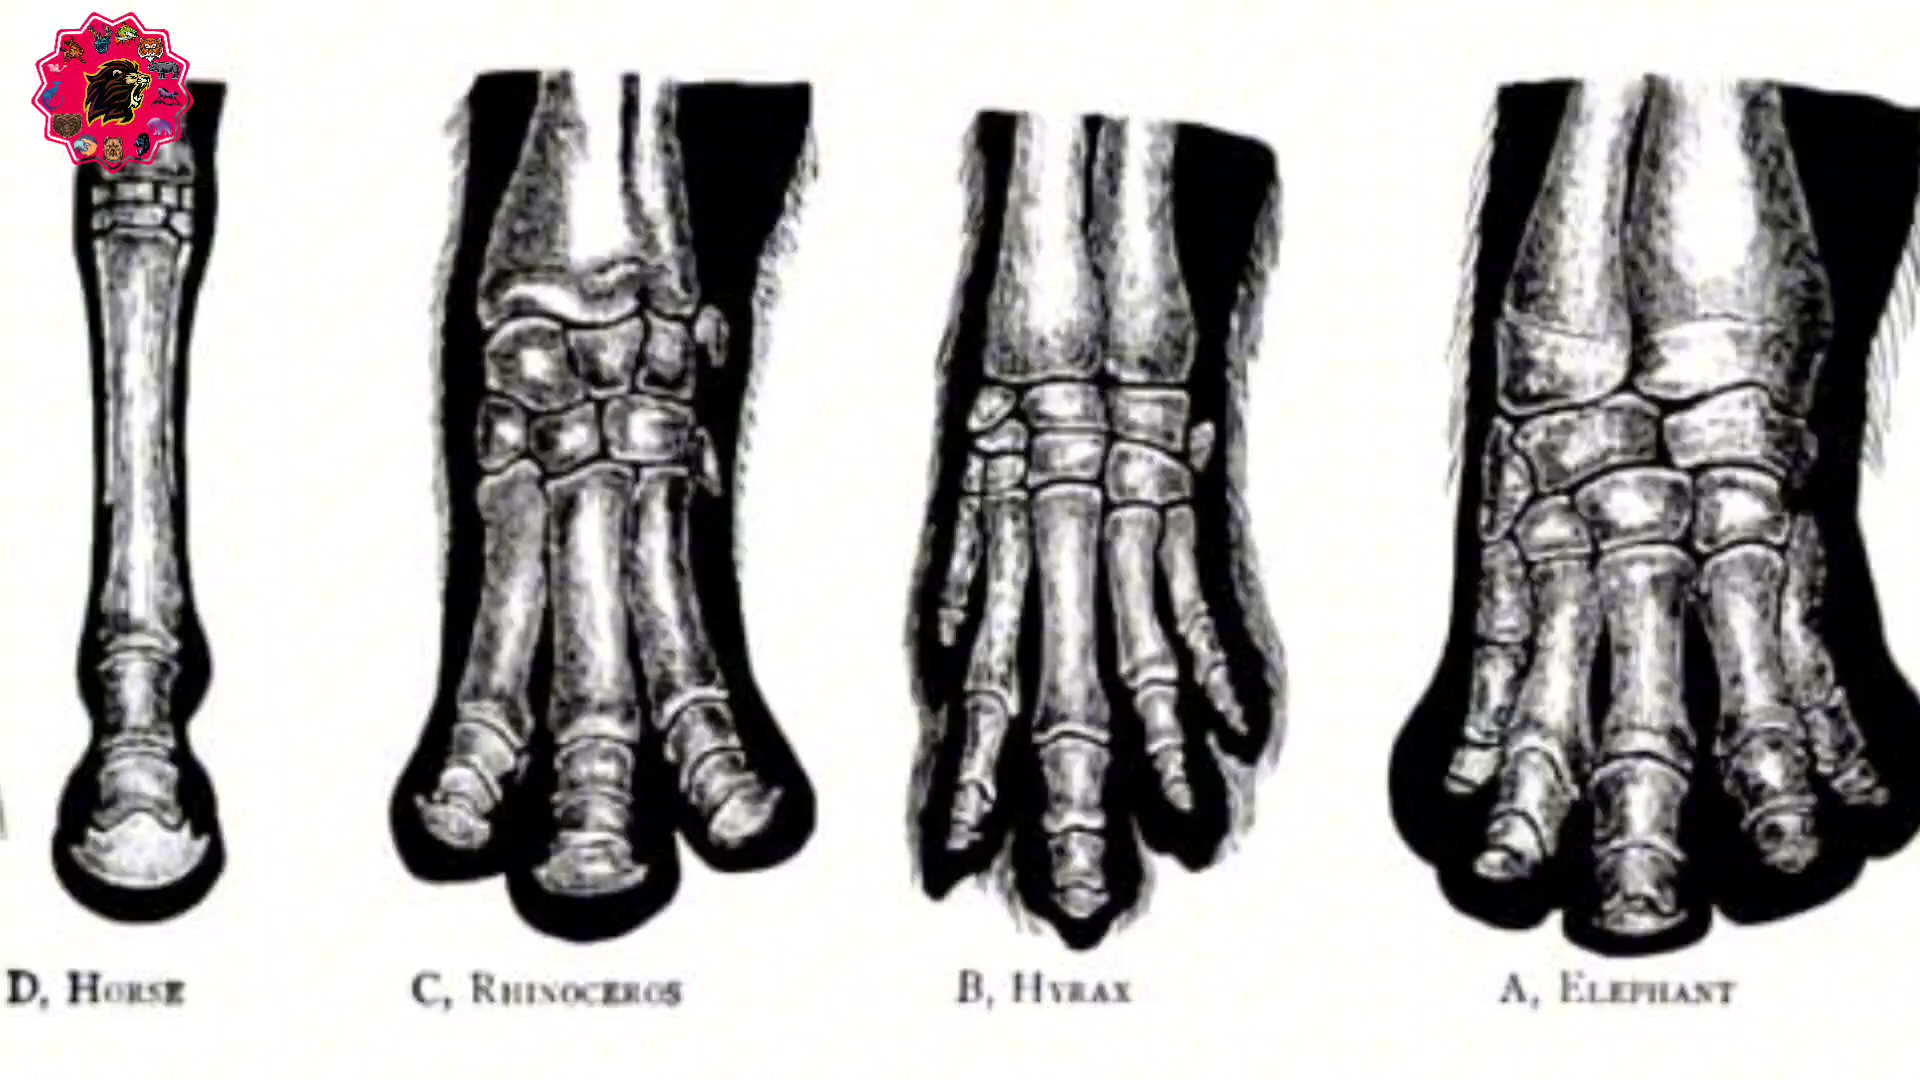 D, HORSE
C, RHINOCEROS
B, HYRAX
A, ELEPHANT